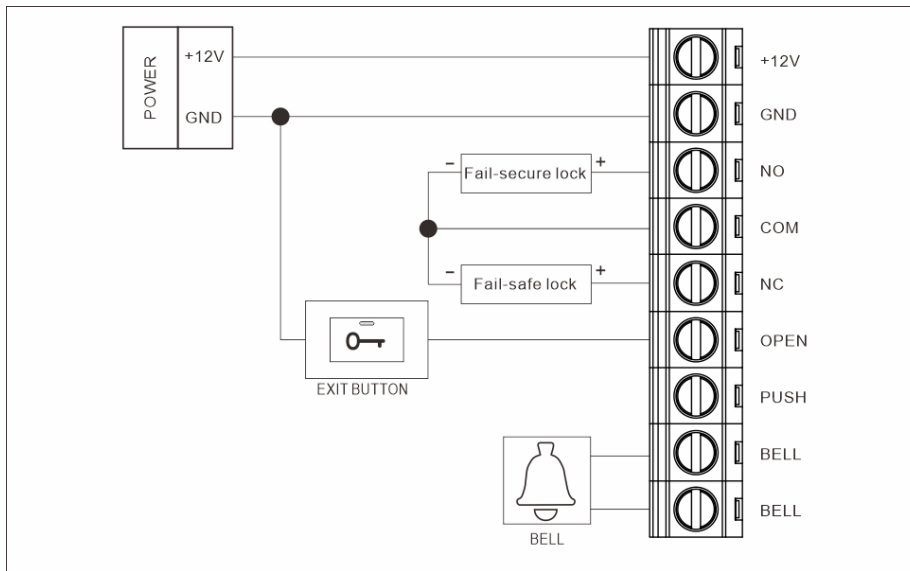 POWER
+12V
GND
+12V
GND
- Fail-secure lock +
NO
COM
- Fail-safe lock +
NC
OPEN
EXIT BUTTON
PUSH
BELL
BELL
BELL